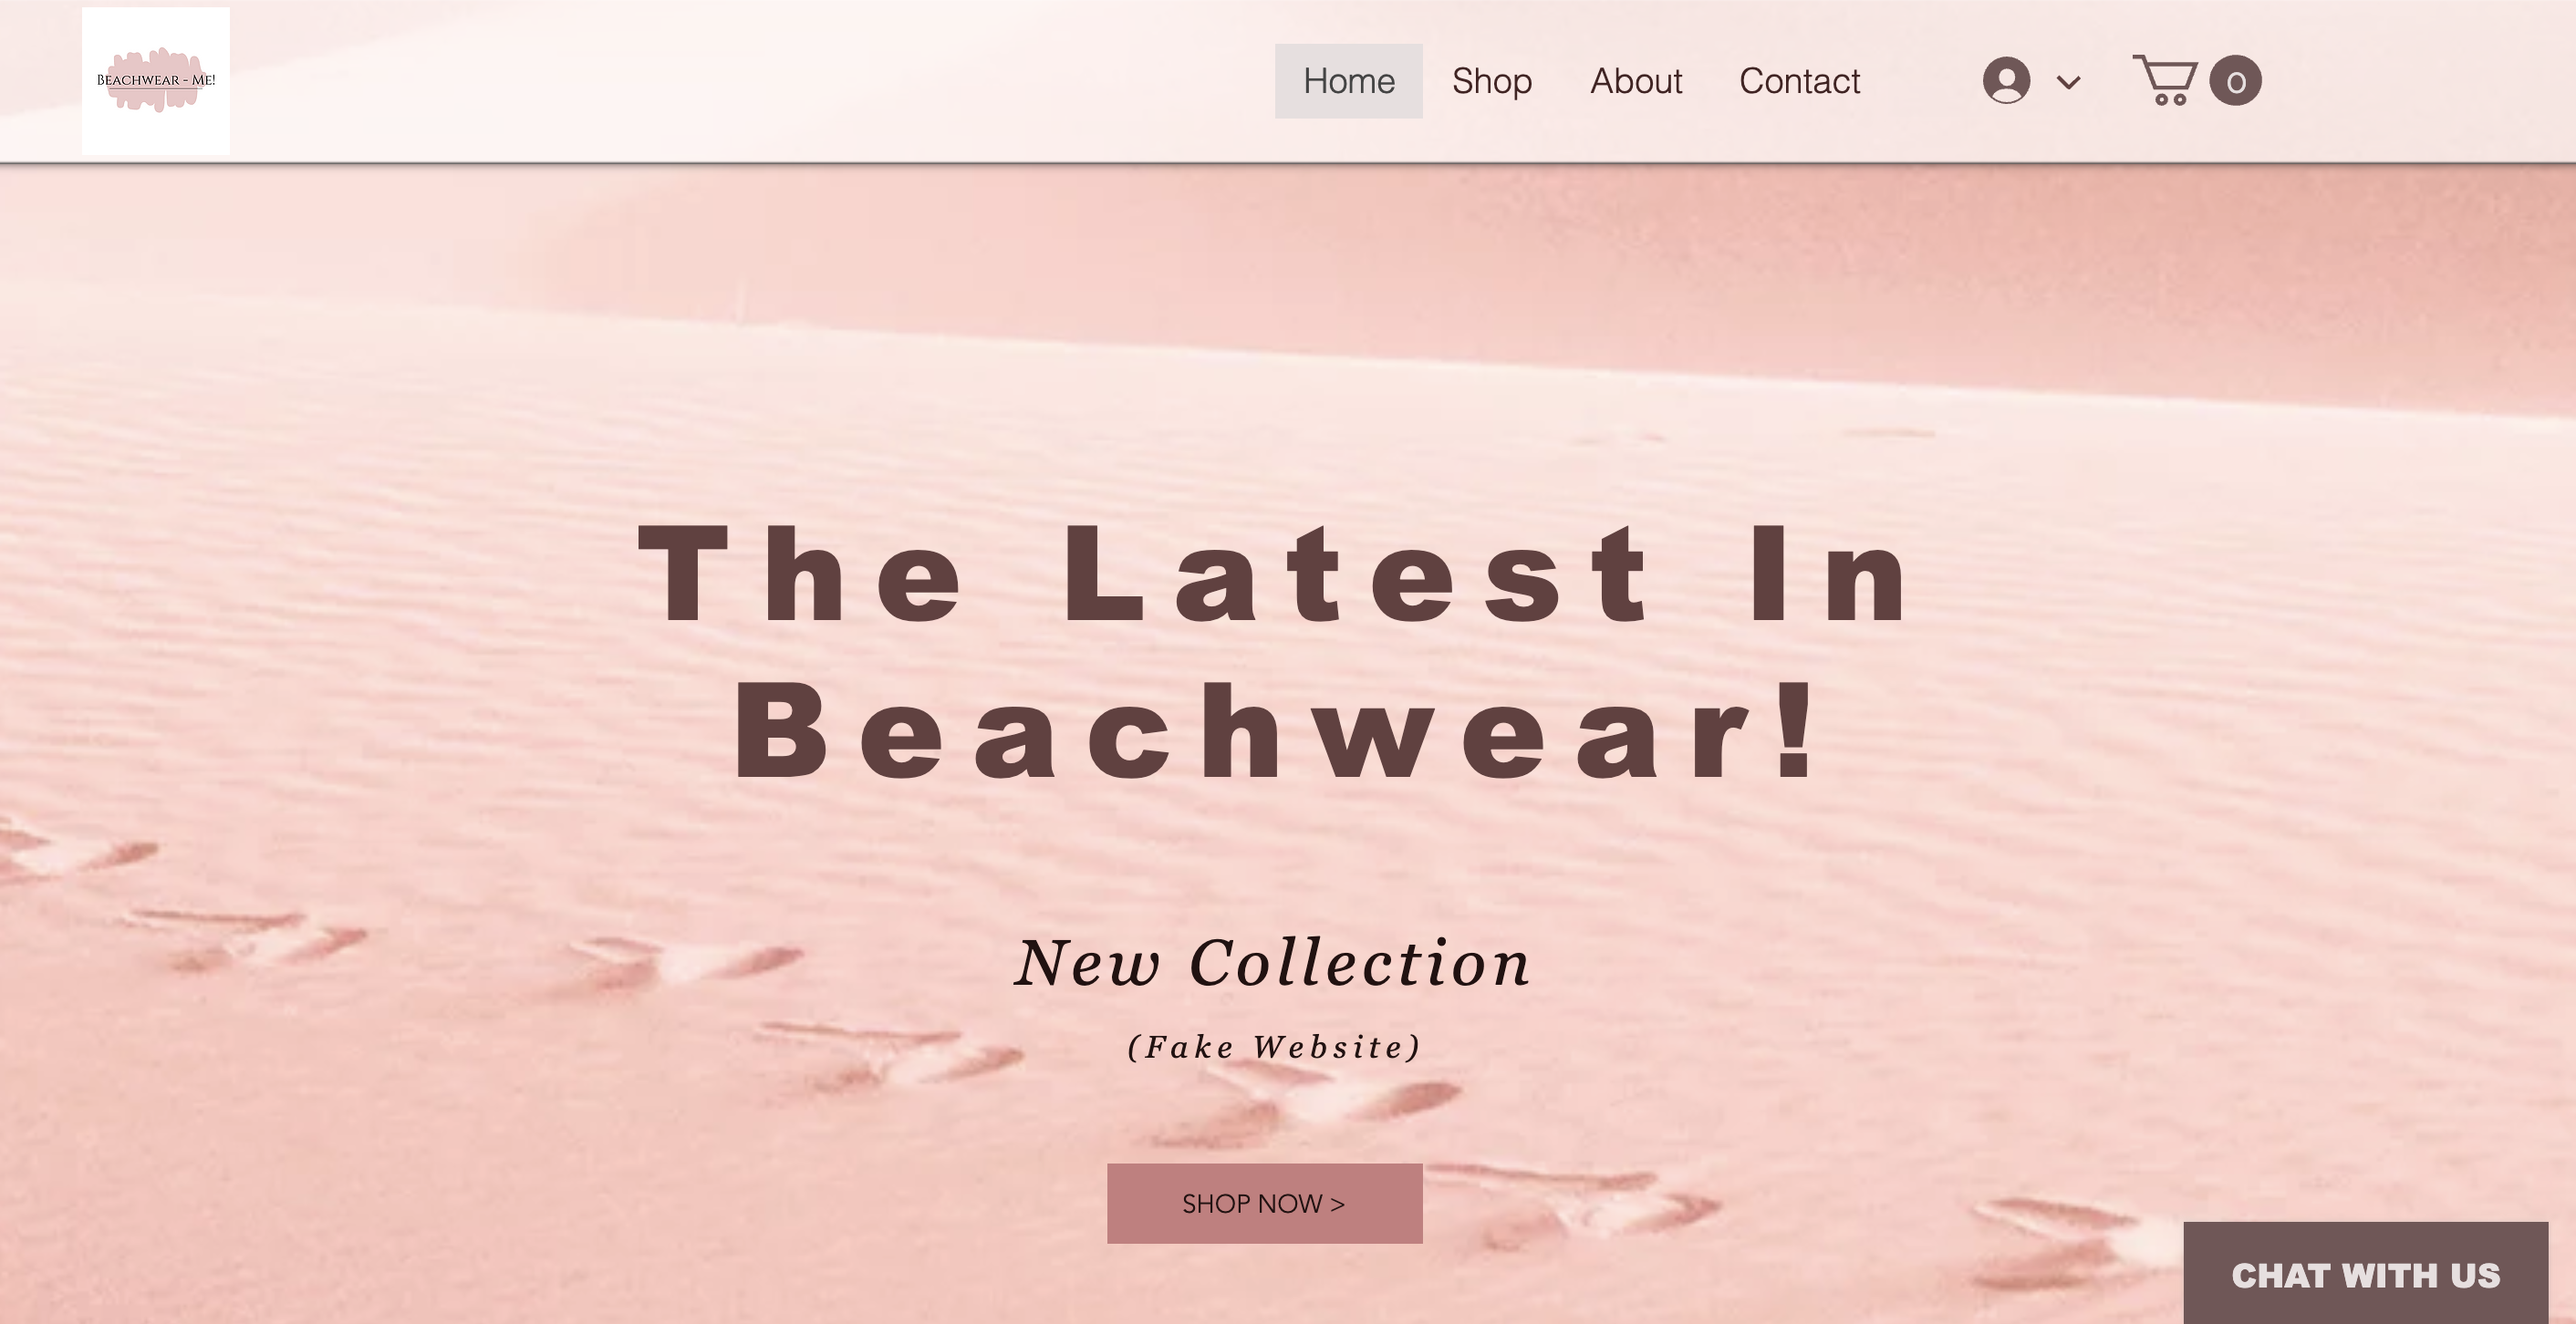 BEACHWEAR - ME!
Home Shop About Contact 0
The Latest In
Beachwear!
New Collection
(Fake Website)
SHOP NOW >
CHAT WITH US